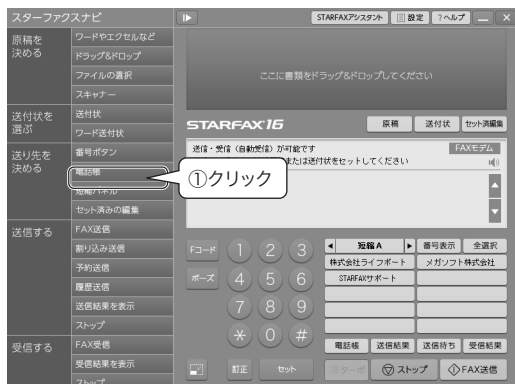 スターファクスナビ
STARFAXアシスタント
設定
?ヘルプ
原稿を
決める
ワードやエクセルなど
ドラッグ&ドロップ
ファイルの選択
スキャナー
送付状を
選ぶ
送付状
ワード送付状
送り先を
決める
番号ボタン
電話帳
短縮パネル
セット済みの編集
送信する
FAX送信
割り込み送信
予約送信
履歴送信
送信結果を表示
ストップ
受信する
FAX受信
受信結果を表示
ストップ
①クリック
ここに書類をドラッグ&ドロップしてください
STARFAX'16
原稿
送付状
セット済編集
送信・受信（自動受信）が可能です
または送付状をセットしてください
FAXモデム
Fコード
1 2 3
ポーズ
4 5 6
7 8 9
* 0 #
訂正
セット
短縮A
番号表示
全選択
株式会社ライフボート
メガソフト株式会社
STARFAXサポート
電話帳
送信結果
送信待ち
受信結果
ターボ
ストップ
FAX送信